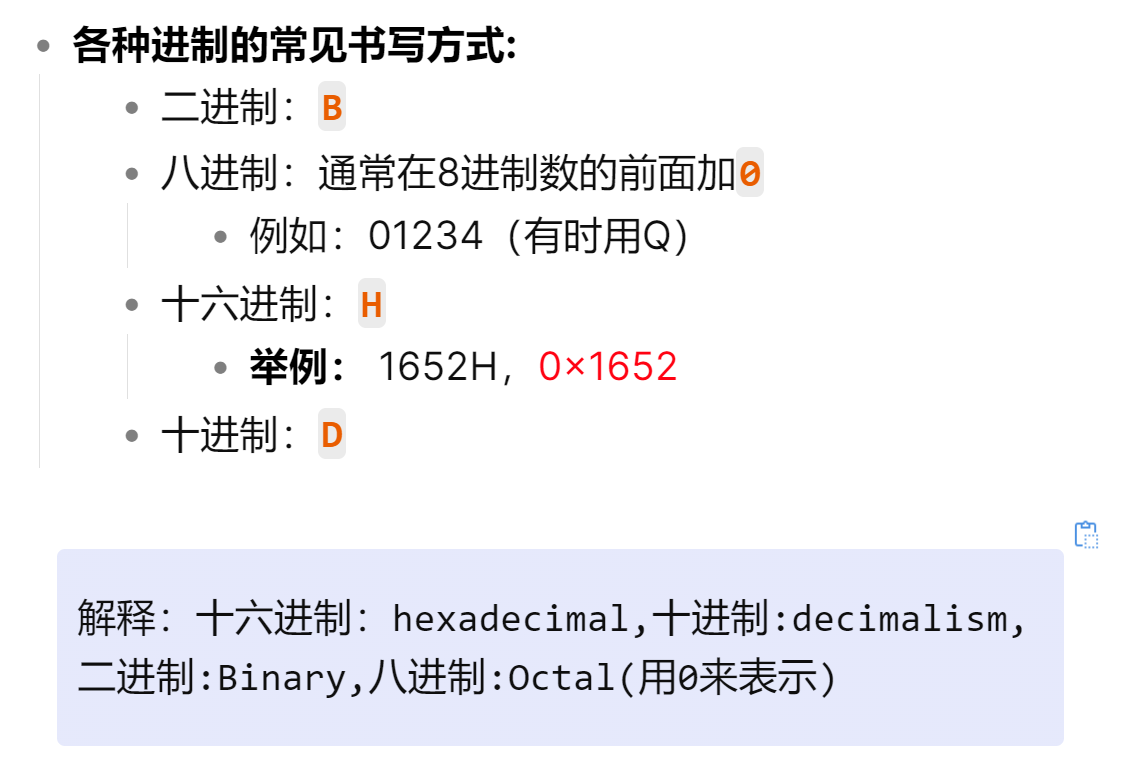 各种进制的常见书写方式:
二进制：B
八进制：通常在8进制数的前面加0
例如：01234（有时用Q）
十六进制：H
举例： 1652H，0×1652
十进制：D
解释：十六进制：hexadecimal,十进制:decimalism,
二进制:Binary,八进制:Octal(用0来表示)